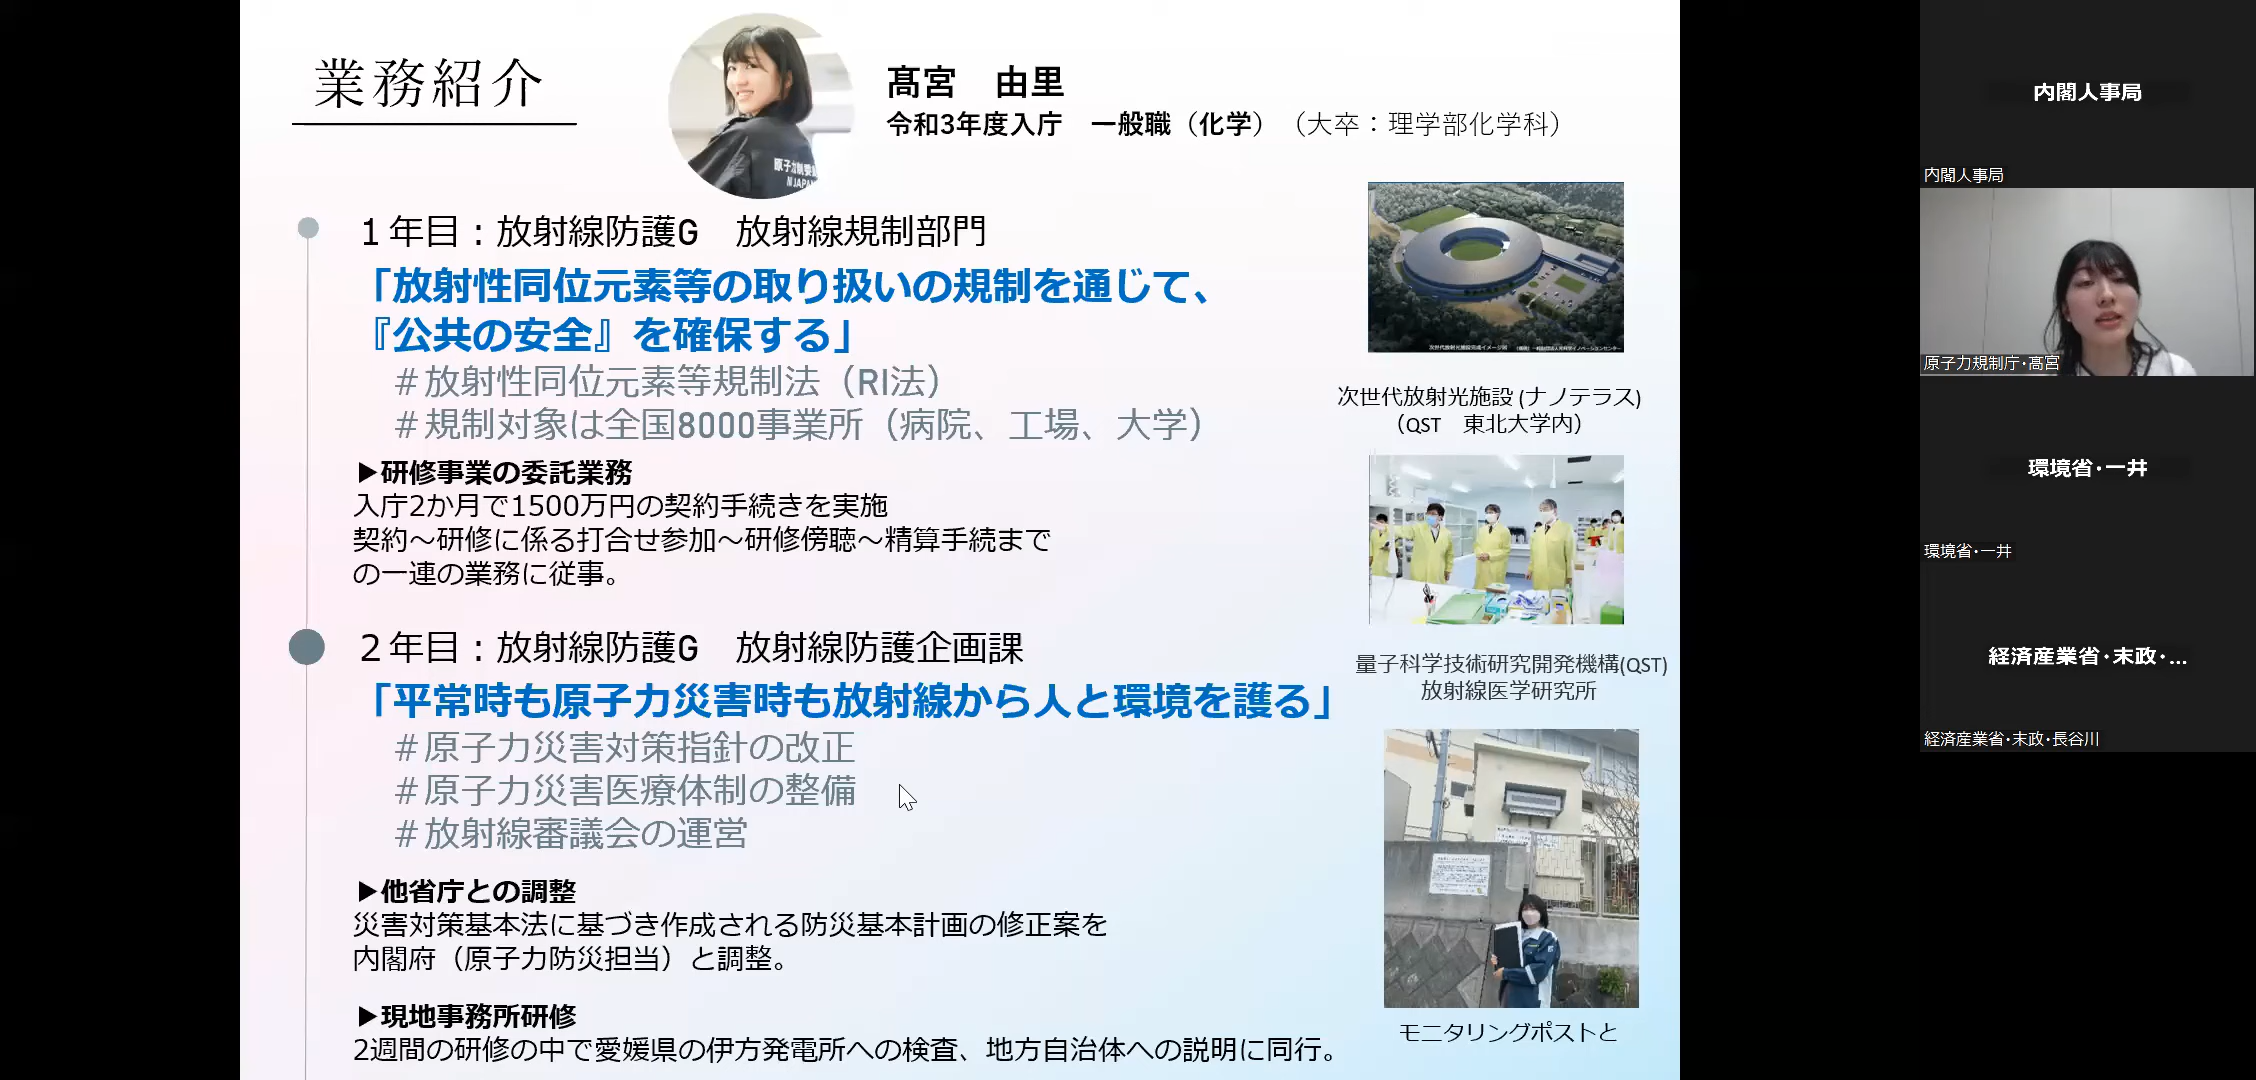 業務紹介
髙宮　由里
令和3年度入庁　一般職（化学）（大卒：理学部化学科）
１年目：放射線防護G　放射線規制部門
「放射性同位元素等の取り扱いの規制を通じて、
『公共の安全』を確保する」
＃放射性同位元素等規制法（RI法）
＃規制対象は全国8000事業所（病院、工場、大学）
▶研修事業の委託業務
入庁2か月で1500万円の契約手続きを実施
契約～研修に係る打合せ参加～研修傍聴～精算手続まで
の一連の業務に従事。
２年目：放射線防護G　放射線防護企画課
「平常時も原子力災害時も放射線から人と環境を護る」
＃原子力災害対策指針の改正
＃原子力災害医療体制の整備
＃放射線審議会の運営
▶他省庁との調整
災害対策基本法に基づき作成される防災基本計画の修正案を
内閣府（原子力防災担当）と調整。
▶現地事務所研修
2週間の研修の中で愛媛県の伊方発電所への検査、地方自治体への説明に同行。
次世代放射光施設 (ナノテラス)
（QST　東北大学内）
量子科学技術研究開発機構(QST)
放射線医学研究所
モニタリングポストと
内閣人事局
内閣人事局
原子力規制庁･髙宮
環境省･一井
環境省･一井
経済産業省･末政･...
経済産業省･末政･長谷川